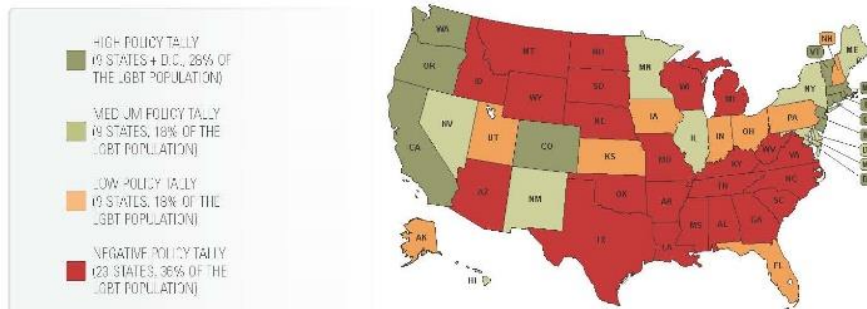 HIGH POLICY TALLY
(9 STATES + D.C., 28% OF
THE LGBT POPULATION)
MEDIUM POLICY TALLY
(9 STATES, 18% OF THE
LGBT POPULATION)
LOW POLICY TALLY
(9 STATES, 18% OF THE
LGBT POPULATION)
NEGATIVE POLICY TALLY
(23 STATES, 36% OF THE
LGBT POPULATION)
WA
MT
ND
MN
VT
NH
ME
OR
ID
SD
WI
MI
NY
WY
IA
PA
NE
NV
UT
IL
IN
OH
CA
CO
KS
MO
WV
VA
KY
AZ
NM
OK
AR
TN
NC
SC
MS
AL
GA
TX
LA
AK
FL
HI